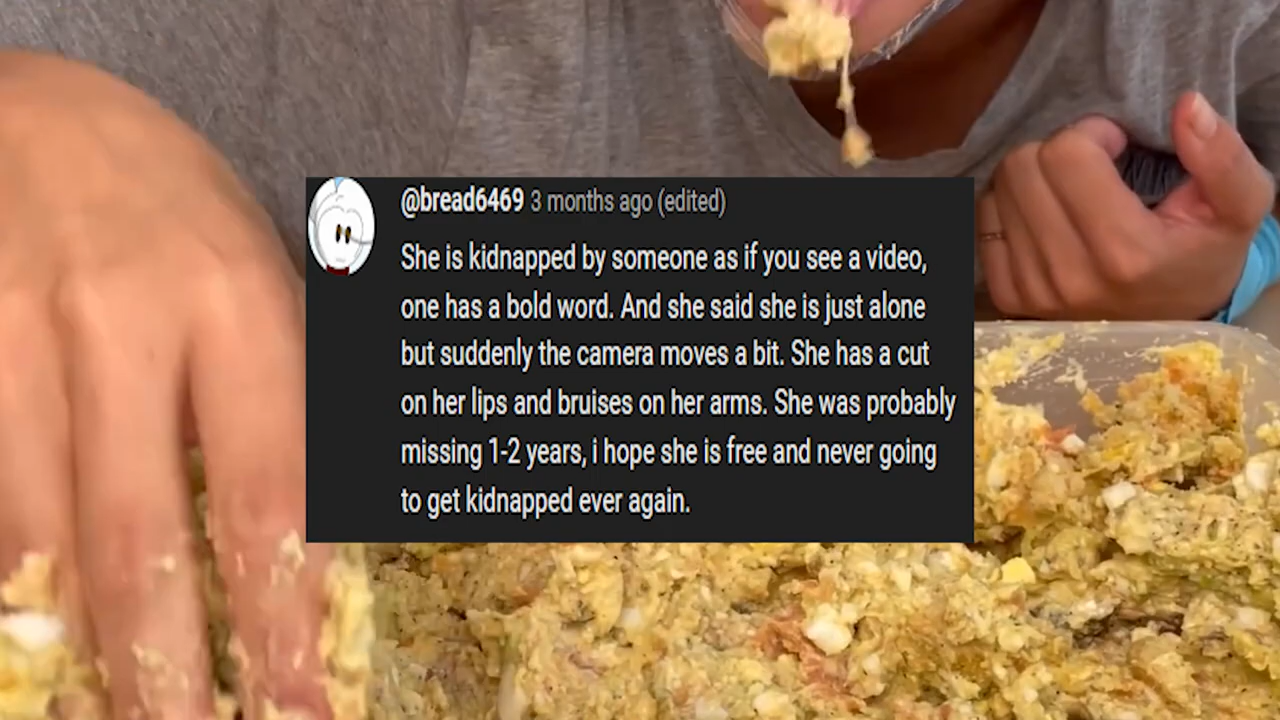 @bread6469 3 months ago (edited)
She is kidnapped by someone as if you see a video,
one has a bold word. And she said she is just alone
but suddenly the camera moves a bit. She has a cut
on her lips and bruises on her arms. She was probably
missing 1-2 years, i hope she is free and never going
to get kidnapped ever again.